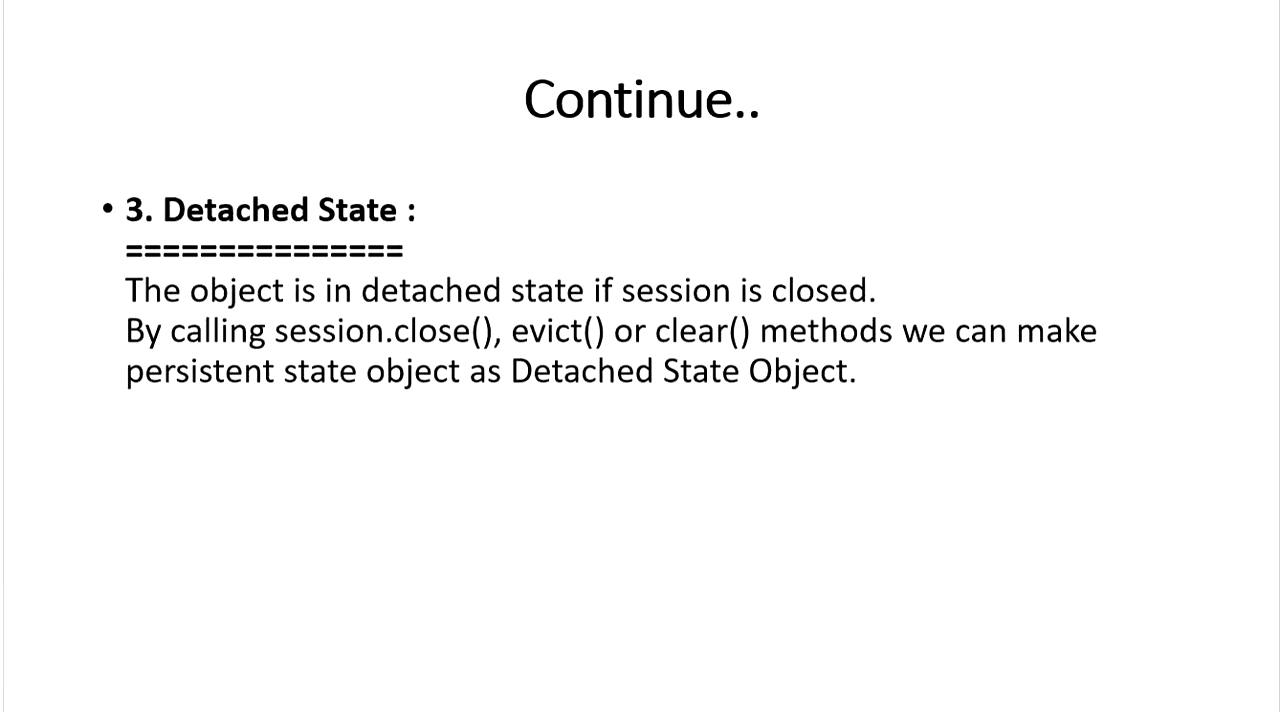 Continue..
• 3. Detached State :
===============
The object is in detached state if session is closed.
By calling session.close(), evict() or clear() methods we can make
persistent state object as Detached State Object.